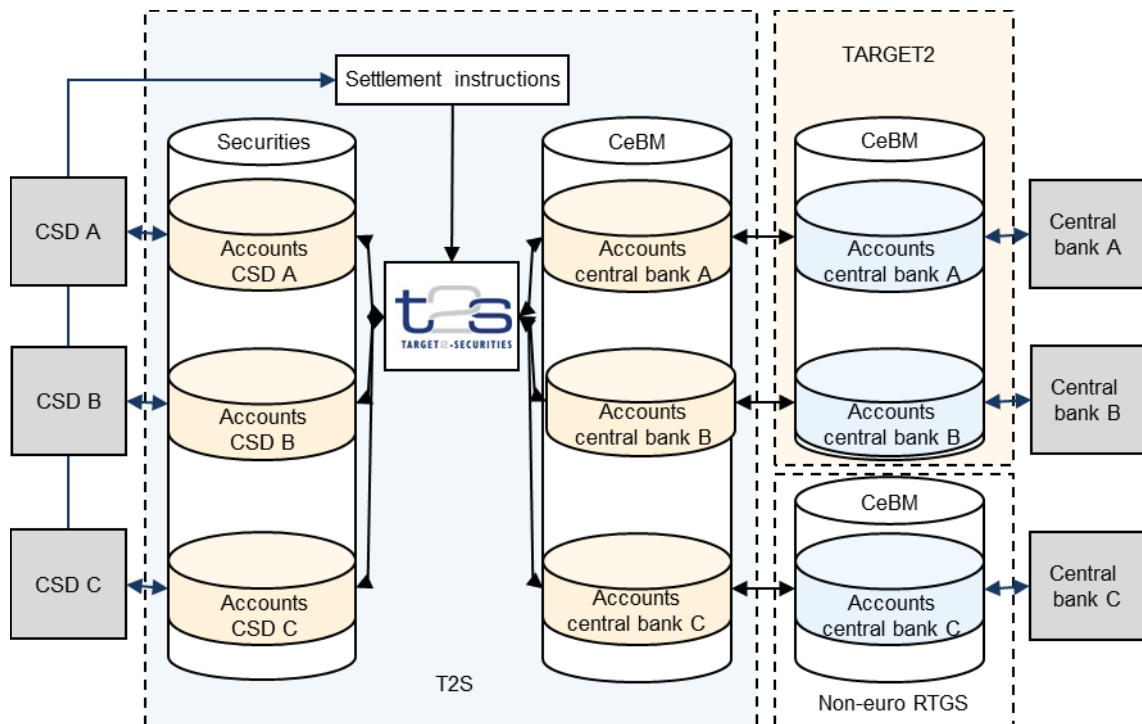 TARGET2
Settlement instructions
Securities
CeBM
CeBM
CSD A
Accounts
CSD A
Accounts
central bank A
Accounts
central bank A
Central
bank A
t2s
TARGET2-SECURITIES
CSD B
Accounts
CSD B
Accounts
central bank B
Accounts
central bank B
Central
bank B
CeBM
CSD C
Accounts
CSD C
Accounts
central bank C
Accounts
central bank C
Central
bank C
T2S
Non-euro RTGS